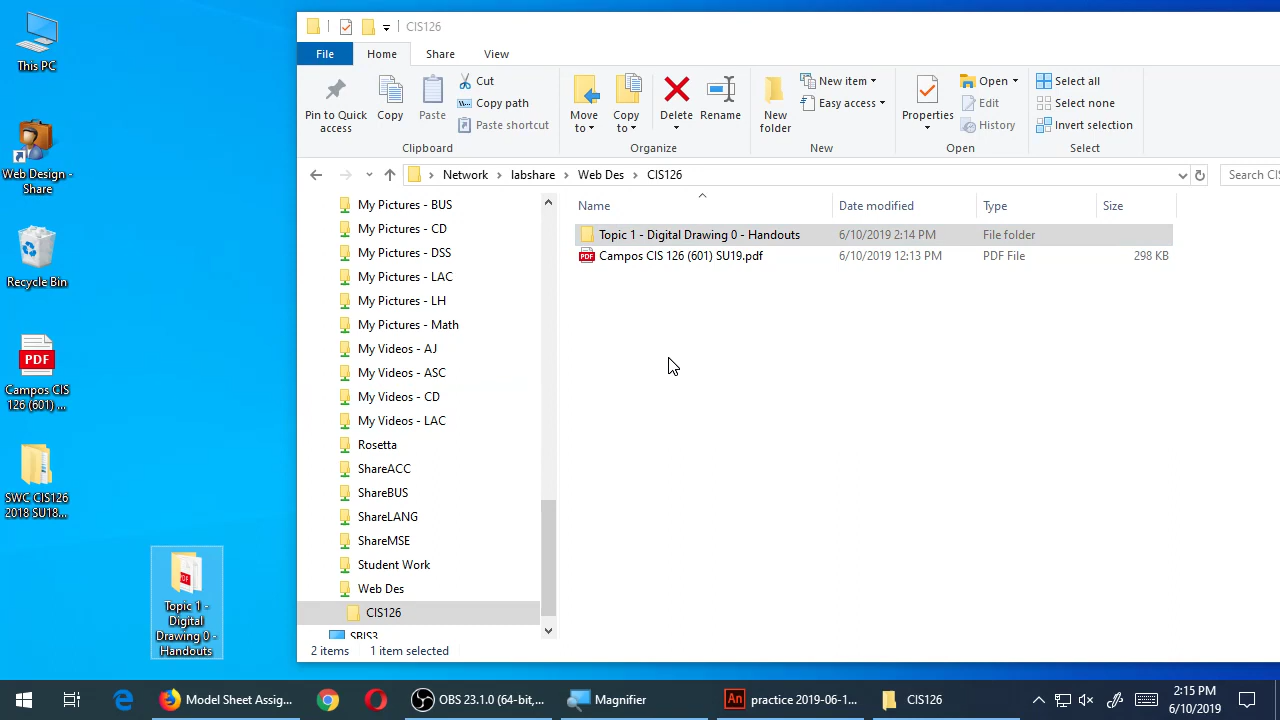 This PC
Web Design -
Share
Recycle Bin
PDF
Campos CIS
126 (601) ...
SWC CIS126
2018 SU18...
Topic 1 -
Digital
Drawing 0 -
Handouts
CIS126
File
Home
Share
View
Pin to Quick
access
Copy
Paste
Cut
Copy path
Paste shortcut
Clipboard
Move
to
Copy
to
Delete
Rename
Organize
New
folder
New item
Easy access
New
Properties
Open
Edit
History
Open
Select all
Select none
Invert selection
Select
Network
labshare
Web Des
CIS126
Search CIS
My Pictures - BUS
My Pictures - CD
My Pictures - DSS
My Pictures - LAC
My Pictures - LH
My Pictures - Math
My Videos - AJ
My Videos - ASC
My Videos - CD
My Videos - LAC
Rosetta
ShareACC
ShareBUS
ShareLANG
ShareMSE
Student Work
Web Des
CIS126
SBIS3
Name
Date modified
Type
Size
Topic 1 - Digital Drawing 0 - Handouts
6/10/2019 2:14 PM
File folder
PDF
Campos CIS 126 (601) SU19.pdf
6/10/2019 12:13 PM
PDF File
298 KB
2 items
1 item selected
Model Sheet Assig...
OBS 23.1.0 (64-bit,...
Magnifier
An
practice 2019-06-1...
CIS126
2:15 PM
6/10/2019